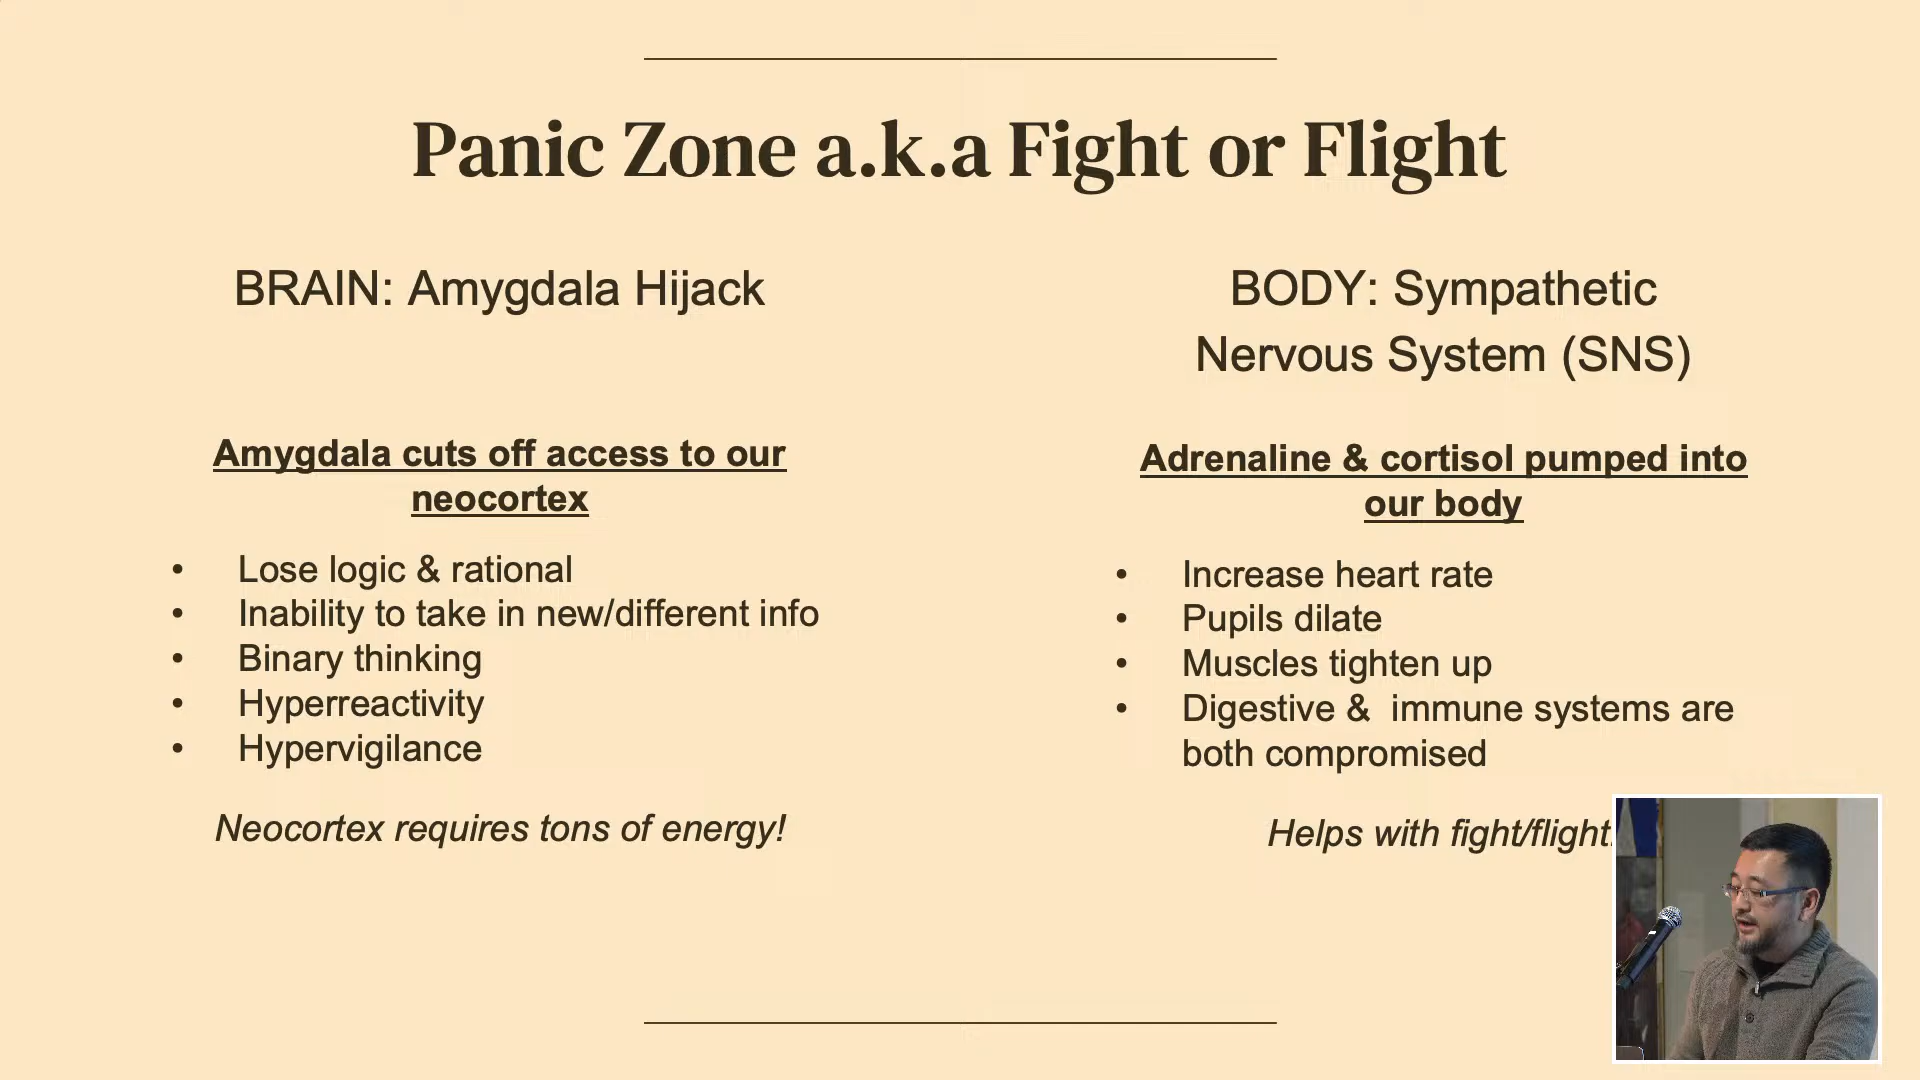 Panic Zone a.k.a Fight or Flight
BRAIN: Amygdala Hijack
Amygdala cuts off access to our
neocortex
• Lose logic & rational
• Inability to take in new/different info
• Binary thinking
• Hyperreactivity
• Hypervigilance
Neocortex requires tons of energy!
BODY: Sympathetic
Nervous System (SNS)
Adrenaline & cortisol pumped into
our body
• Increase heart rate
• Pupils dilate
• Muscles tighten up
• Digestive &  immune systems are
both compromised
Helps with fight/flight